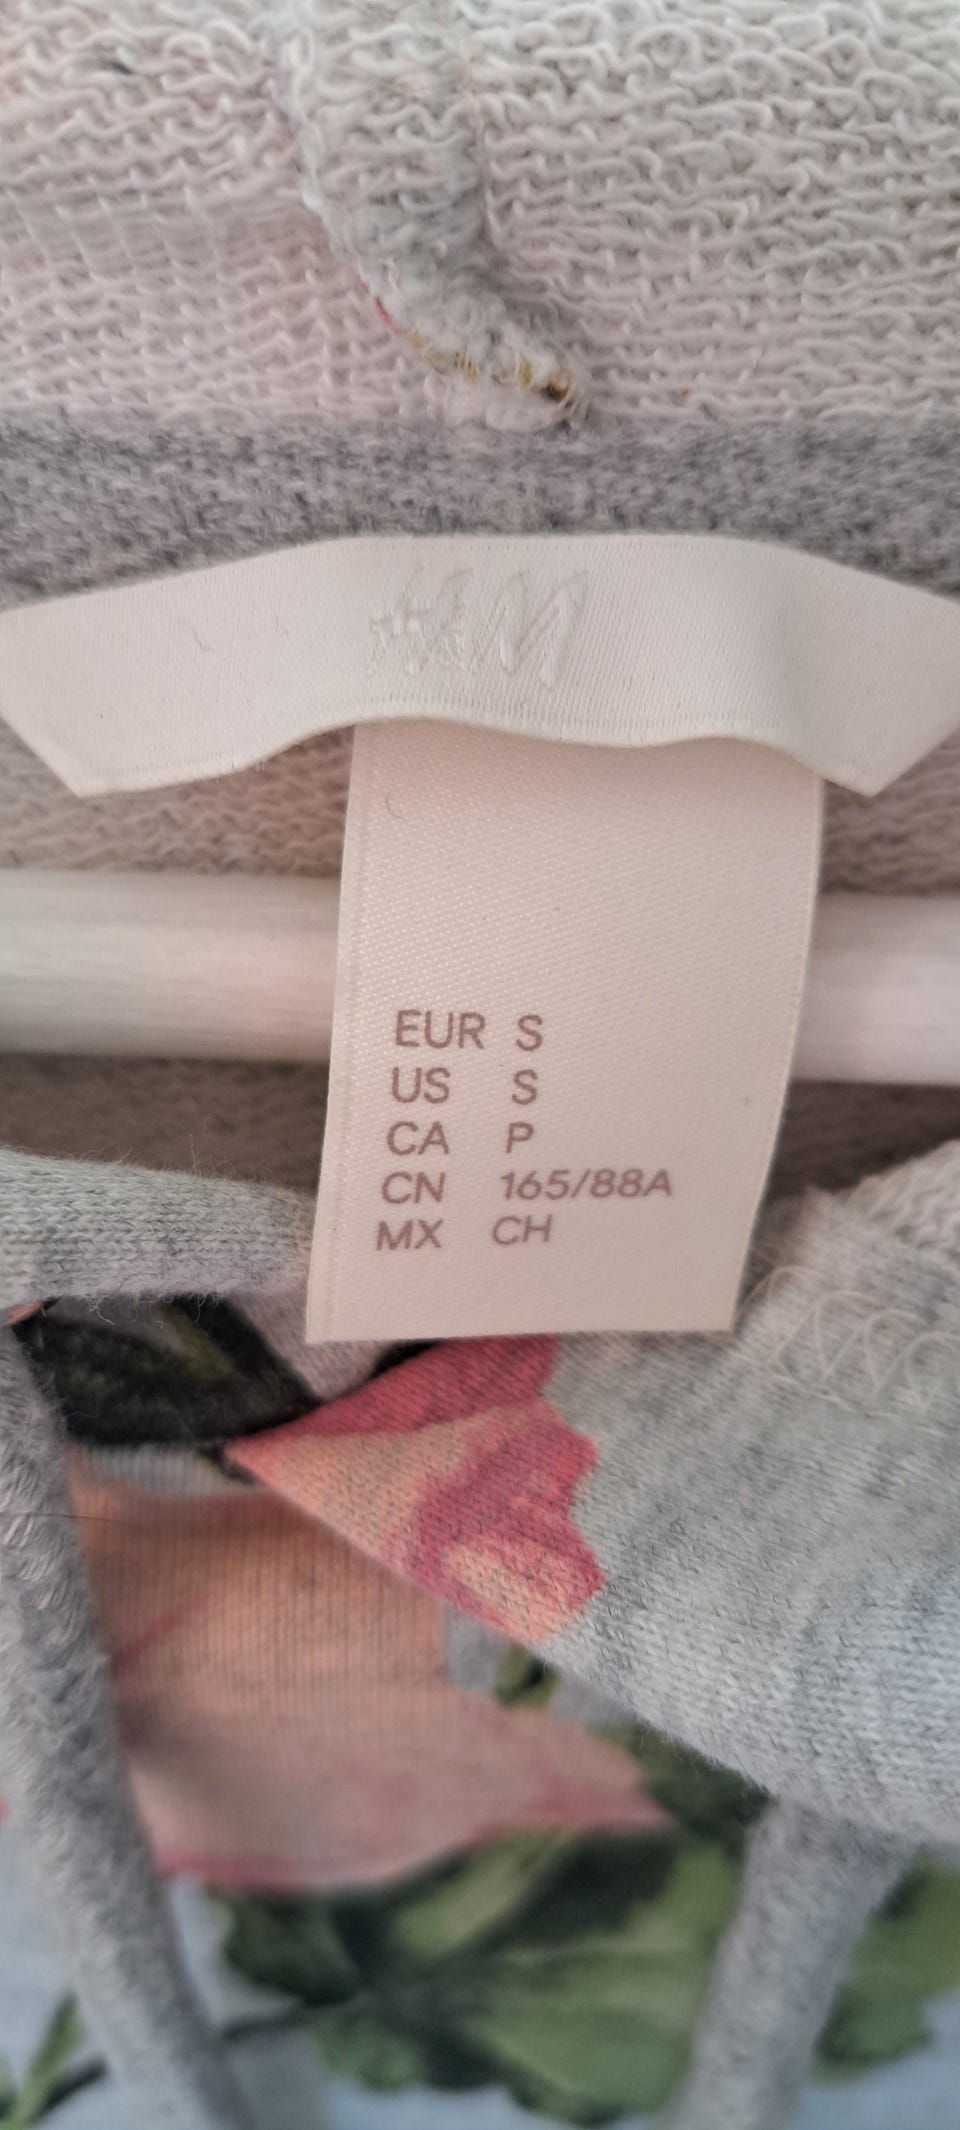 H&M
EUR S
US S
CA P
CN 165/88A
MX CH